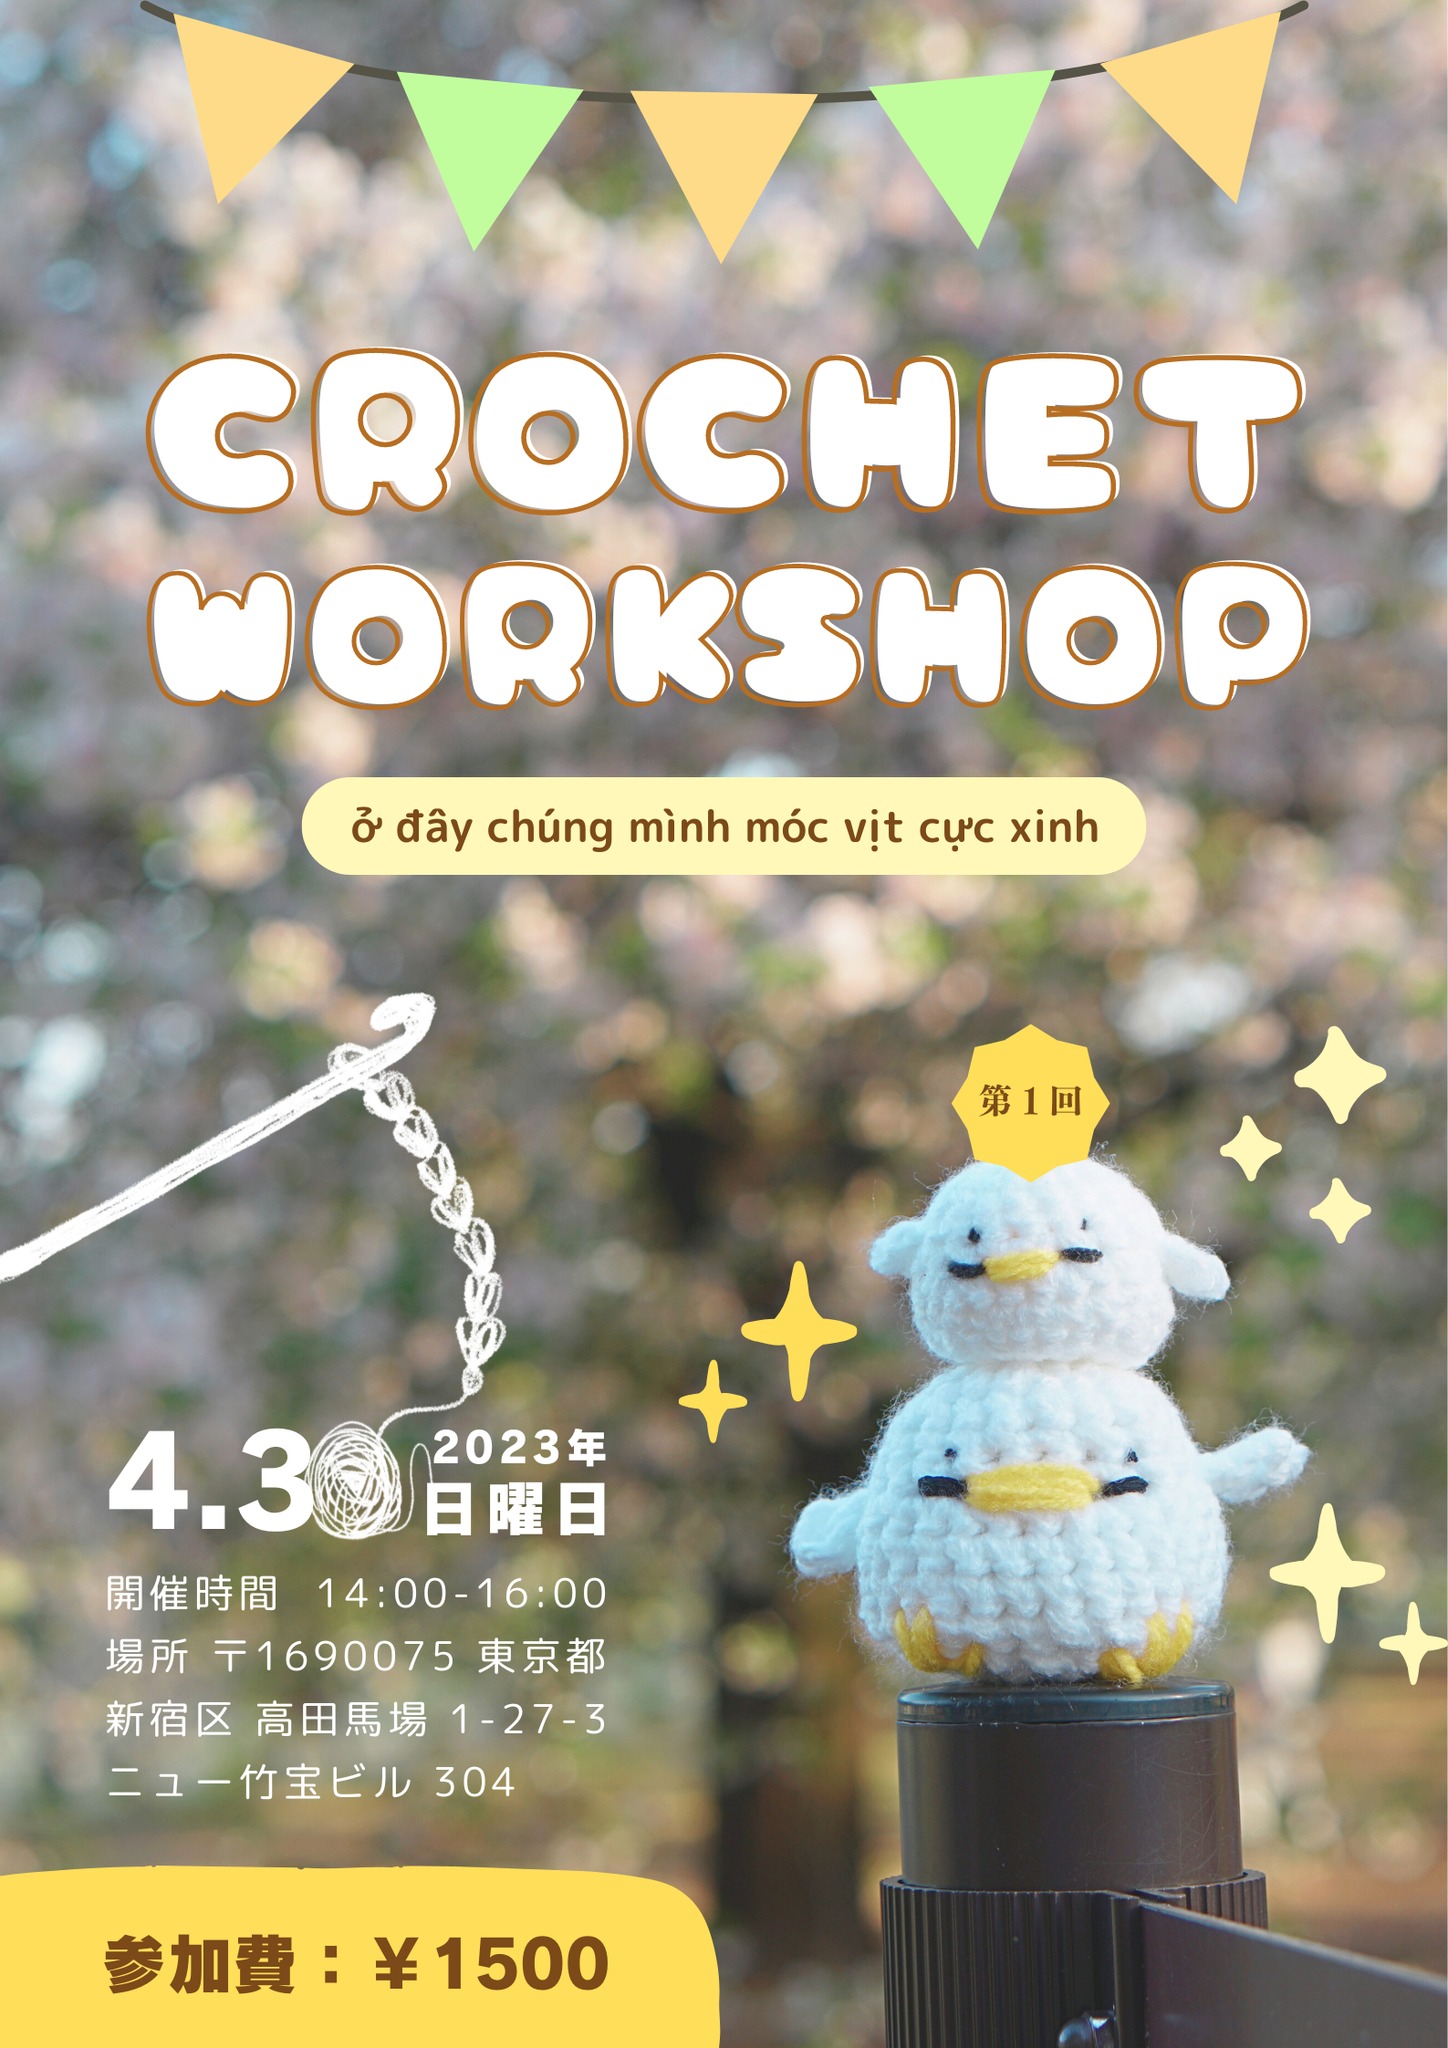 CROCHET
WORKSHOP
ở đây chúng mình móc vịt cực xinh
第1回
4.30
2023年
日曜日
開催時間 14:00-16:00
場所 〒1690075 東京都
新宿区 高田馬場 1-27-3
ニュー竹宝ビル 304
参加費：￥1500